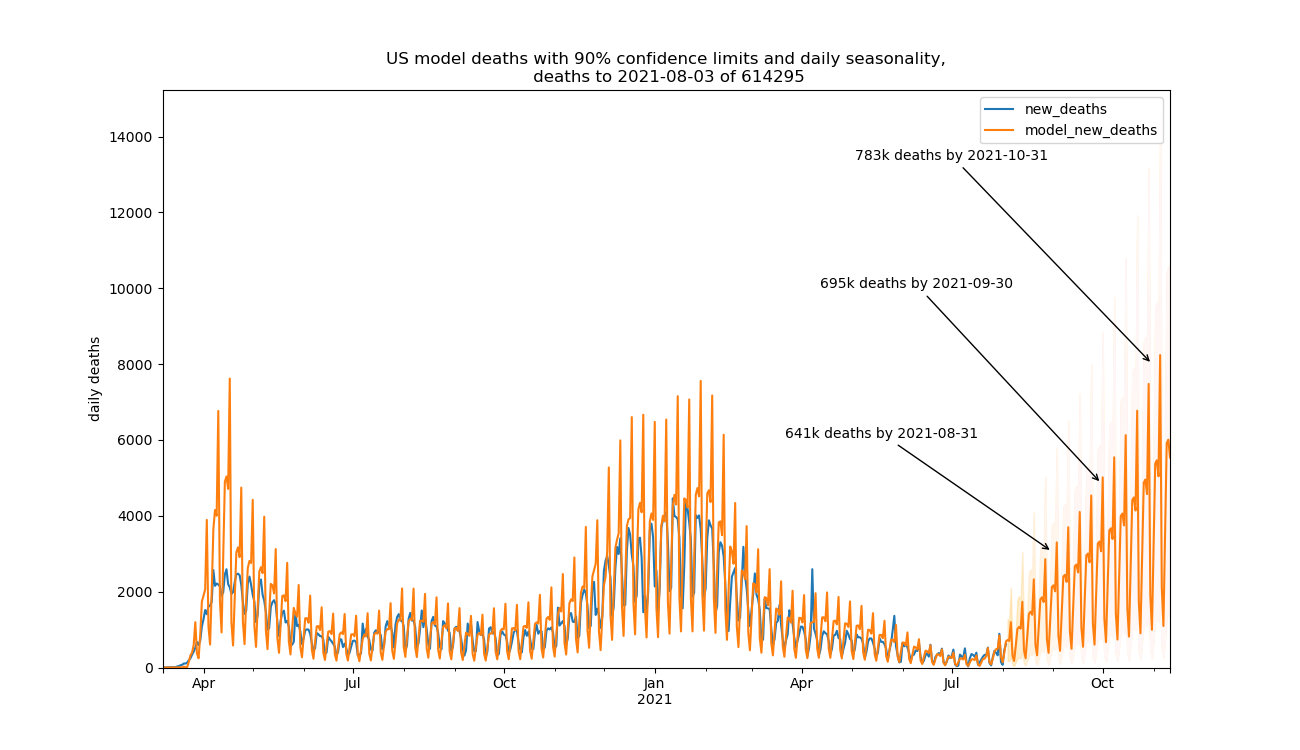 US model deaths with 90% confidence limits and daily seasonality,
deaths to 2021-08-03 of 614295
new_deaths
model_new_deaths
783k deaths by 2021-10-31
695k deaths by 2021-09-30
641k deaths by 2021-08-31
daily deaths
14000
12000
10000
8000
6000
4000
2000
0
Apr
Jul
Oct
Jan
2021
Apr
Jul
Oct